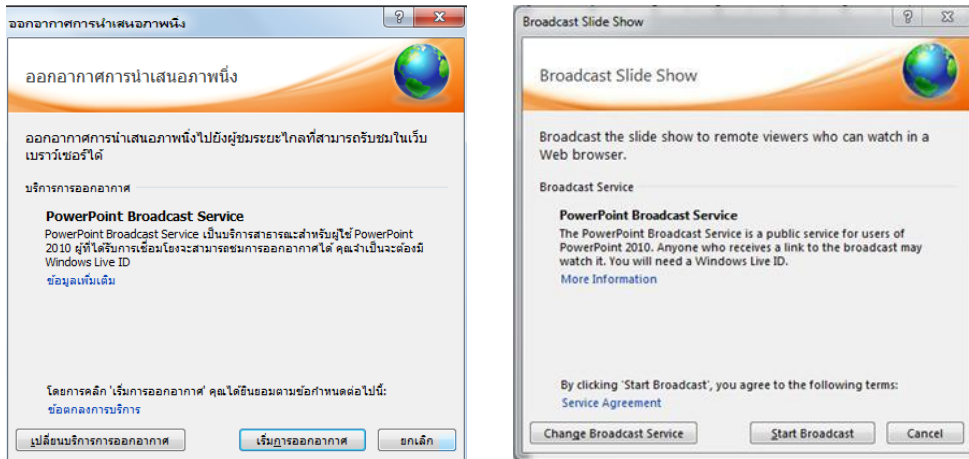 ออกอากาศการนำเสนอภาพนิ่ง
ออกอากาศการนำเสนอภาพนิ่ง
ออกอากาศการนำเสนอภาพนิ่งไปยังผู้ชมระยะไกลที่สามารถรับชมในเว็บ
เบราว์เซอร์ได้
บริการการออกอากาศ
PowerPoint Broadcast Service
PowerPoint Broadcast Service เป็นบริการสาธารณะสำหรับผู้ใช้ PowerPoint
2010 ผู้ที่ได้รับการเชื่อมโยงจะสามารถชมการออกอากาศได้ คุณจำเป็นจะต้องมี
Windows Live ID
ข้อมูลเพิ่มเติม
โดยการคลิก 'เริ่มการออกอากาศ' คุณได้ยินยอมตามข้อกำหนดต่อไปนี้:
ข้อตกลงการบริการ
เปลี่ยนบริการการออกอากาศ
เริ่มการออกอากาศ
ยกเลิก
Broadcast Slide Show
Broadcast Slide Show
Broadcast the slide show to remote viewers who can watch in a
Web browser.
Broadcast Service
PowerPoint Broadcast Service
The PowerPoint Broadcast Service is a public service for users of
PowerPoint 2010. Anyone who receives a link to the broadcast may
watch it. You will need a Windows Live ID.
More Information
By clicking 'Start Broadcast', you agree to the following terms:
Service Agreement
Change Broadcast Service
Start Broadcast
Cancel